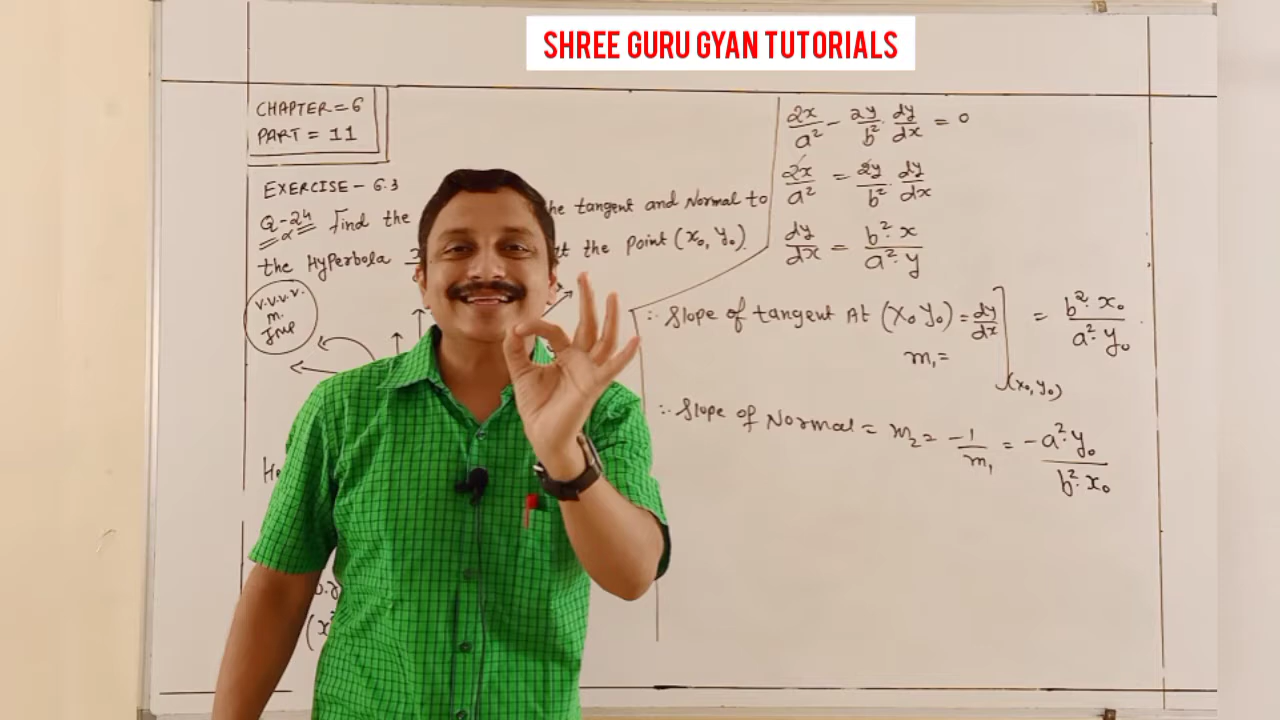 SHREE GURU GYAN TUTORIALS
CHAPTER = 6
PART = 11
EXERCISE - 6.3
Q-24 Find the he tangent and Normal to
the Hyperbola at the point (x₀, y₀)
V.V.V.V.
m.
Imp
2x/a² - 2y/b² · dy/dx = 0
2x/a² = 2y/b² · dy/dx
dy/dx = b²·x / a²·y
∴ Slope of tangent At (x₀ y₀) = dy/dx](x₀, y₀) = b²·x₀ / a²·y₀
m₁ =
∴ Slope of Normal = m₂ = -1/m₁ = -a²·y₀ / b²·x₀